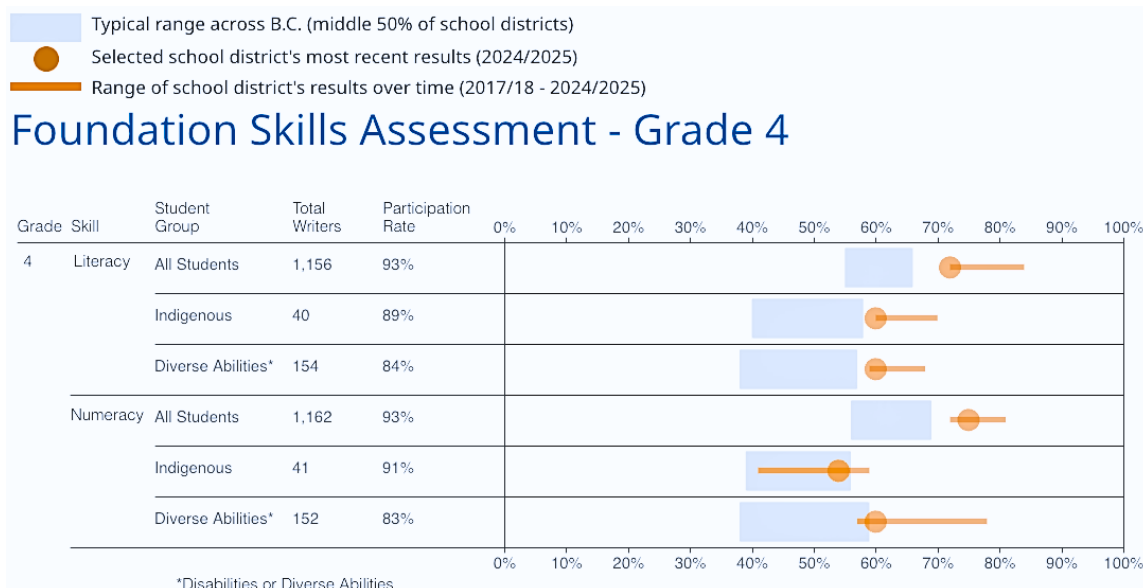 Typical range across B.C. (middle 50% of school districts)
Selected school district's most recent results (2024/2025)
Range of school district's results over time (2017/18 - 2024/2025)
Foundation Skills Assessment - Grade 4
Grade Skill Student Group Total Writers Participation Rate 0% 10% 20% 30% 40% 50% 60% 70% 80% 90% 100%
4 Literacy All Students 1,156 93%
Indigenous 40 89%
Diverse Abilities* 154 84%
Numeracy All Students 1,162 93%
Indigenous 41 91%
Diverse Abilities* 152 83%
0% 10% 20% 30% 40% 50% 60% 70% 80% 90% 100%
*Disabilities or Diverse Abilities